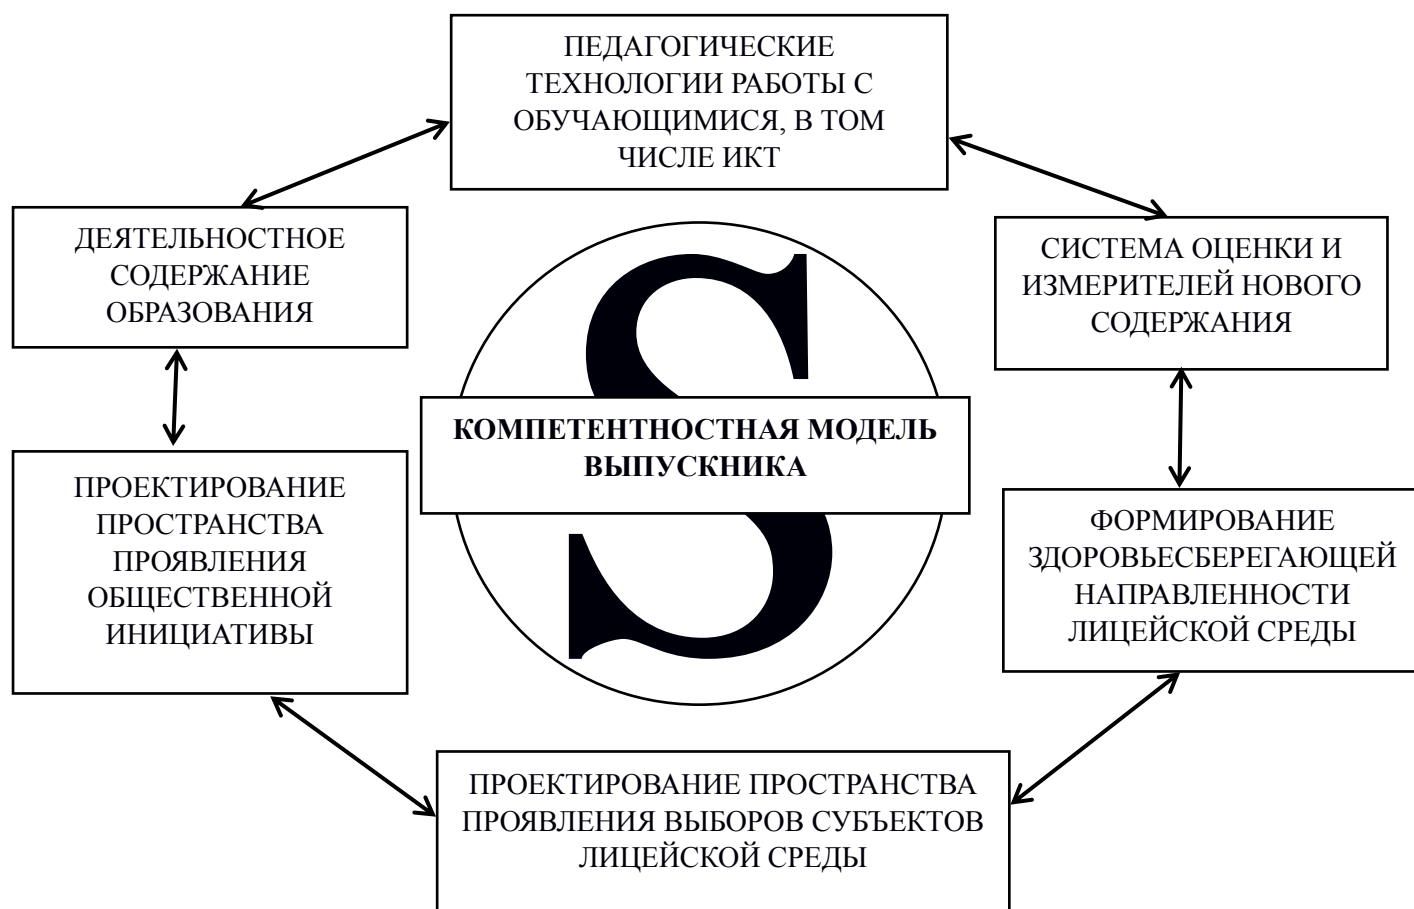 ПЕДАГОГИЧЕСКИЕ
ТЕХНОЛОГИИ РАБОТЫ С
ОБУЧАЮЩИМИСЯ, В ТОМ
ЧИСЛЕ ИКТ
ДЕЯТЕЛЬНОСТНОЕ
СОДЕРЖАНИЕ
ОБРАЗОВАНИЯ
СИСТЕМА ОЦЕНКИ И
ИЗМЕРИТЕЛЕЙ НОВОГО
СОДЕРЖАНИЯ
S
КОМПЕТЕНТНОСТНАЯ МОДЕЛЬ
ВЫПУСКНИКА
ПРОЕКТИРОВАНИЕ
ПРОСТРАНСТВА
ПРОЯВЛЕНИЯ
ОБЩЕСТВЕННОЙ
ИНИЦИАТИВЫ
ФОРМИРОВАНИЕ
ЗДОРОВЬЕСБЕРЕГАЮЩЕЙ
НАПРАВЛЕННОСТИ
ЛИЦЕЙСКОЙ СРЕДЫ
ПРОЕКТИРОВАНИЕ ПРОСТРАНСТВА
ПРОЯВЛЕНИЯ ВЫБОРОВ СУБЪЕКТОВ
ЛИЦЕЙСКОЙ СРЕДЫ